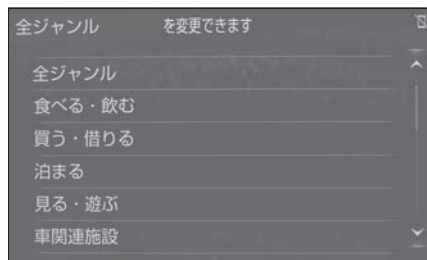 全ジャンル を変更できます
全ジャンル
食べる・飲む
買う・借りる
泊まる
見る・遊ぶ
車関連施設